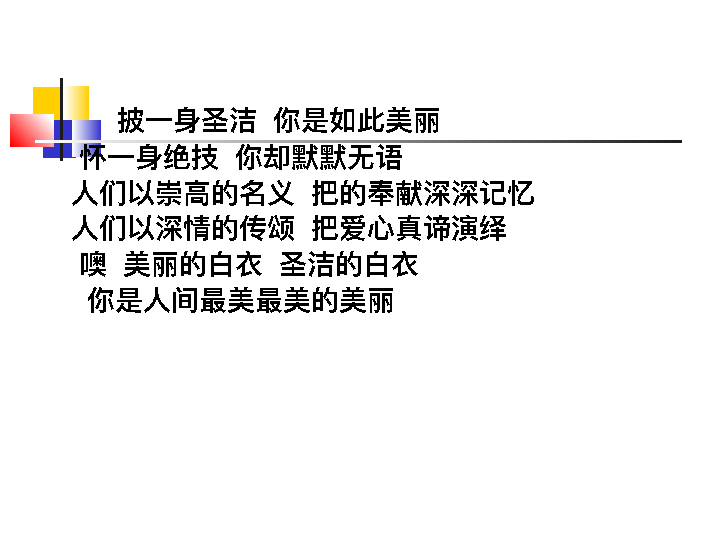 披一身圣洁 你是如此美丽
怀一身绝技 你却默默无语
人们以崇高的名义 把的奉献深深记忆
人们以深情的传颂 把爱心真谛演绎
噢 美丽的白衣 圣洁的白衣
你是人间最美最美的美丽